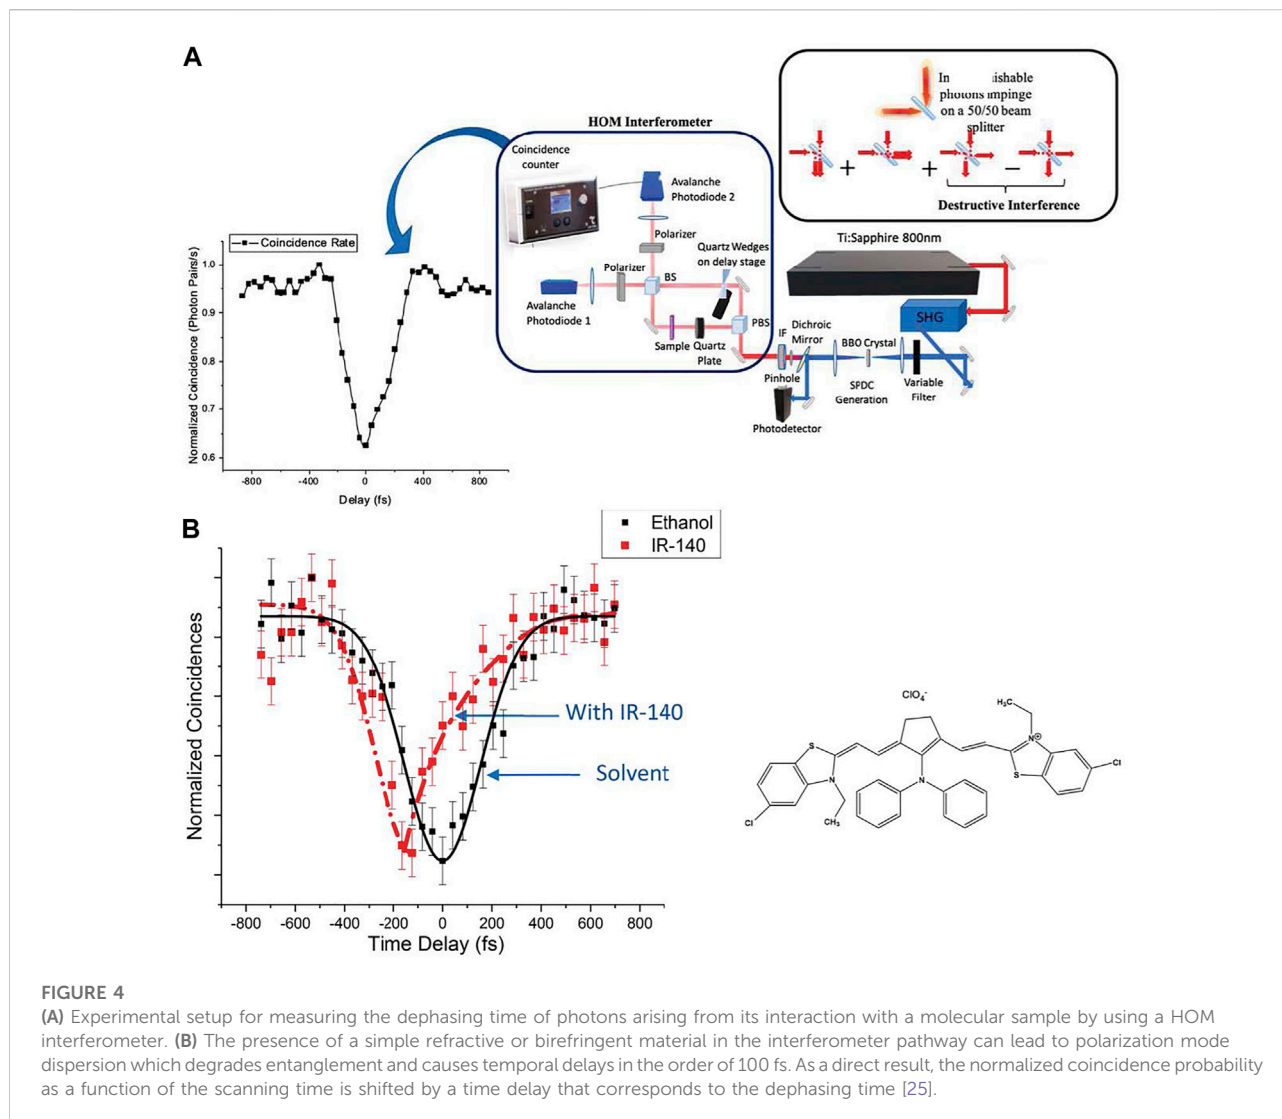 A
In    ishable
photons impinge
on a 50/50 beam
splitter
+ + −
Destructive Interference
HOM Interferometer
Coincidence
counter
Avalanche
Photodiode 2
Polarizer
Quartz Wedges
on delay stage
Polarizer
BS
Avalanche
Photodiode 1
PBS
Sample
Quartz
Plate
Ti:Sapphire 800nm
SHG
IF
Dichroic
Mirror
BBO Crystal
Pinhole
SPDC
Generation
Variable
Filter
Photodetector
Coincidence Rate
Normalized Coincidence (Photon Pairs/s)
1.0
0.9
0.8
0.7
0.6
-800 -400 0 400 800
Delay (fs)
B
Ethanol
IR-140
With IR-140
Solvent
Normalized Coincidences
-800 -600 -400 -200 0 200 400 600 800
Time Delay (fs)
ClO4-
H3C
N⊕
S
Cl
S
N
N
CH3
Cl
FIGURE 4
(A) Experimental setup for measuring the dephasing time of photons arising from its interaction with a molecular sample by using a HOM
interferometer. (B) The presence of a simple refractive or birefringent material in the interferometer pathway can lead to polarization mode
dispersion which degrades entanglement and causes temporal delays in the order of 100 fs. As a direct result, the normalized coincidence probability
as a function of the scanning time is shifted by a time delay that corresponds to the dephasing time [25].